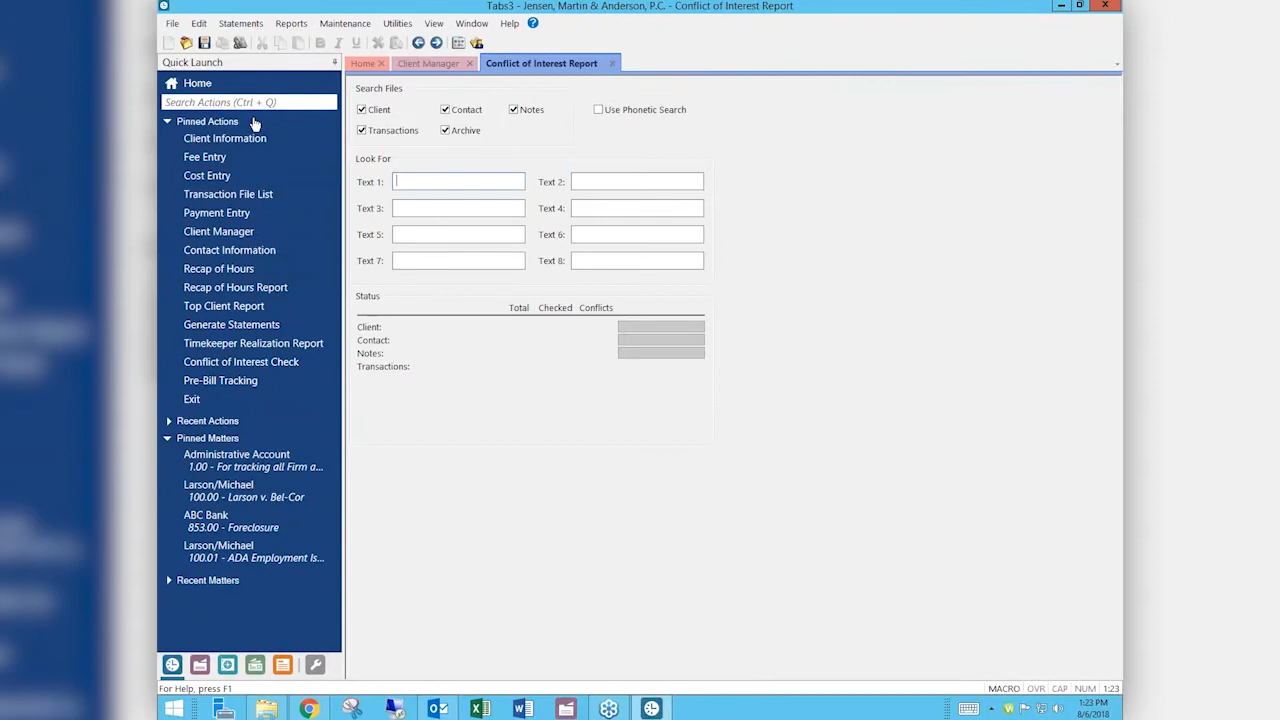 Tabs3 - Jensen, Martin & Anderson, P.C. - Conflict of Interest Report
File Edit Statements Reports Maintenance Utilities View Window Help
Quick Launch
Home
Client Manager
Conflict of Interest Report
Home
Search Actions (Ctrl + Q)
Pinned Actions
Client Information
Fee Entry
Cost Entry
Transaction File List
Payment Entry
Client Manager
Contact Information
Recap of Hours
Recap of Hours Report
Top Client Report
Generate Statements
Timekeeper Realization Report
Conflict of Interest Check
Pre-Bill Tracking
Exit
Recent Actions
Pinned Matters
Administrative Account
1.00 - For tracking all Firm a...
Larson/Michael
100.00 - Larson v. Bel-Cor
ABC Bank
853.00 - Foreclosure
Larson/Michael
100.01 - ADA Employment Is...
Recent Matters
Search Files
Client Contact Notes Use Phonetic Search
Transactions Archive
Look For
Text 1: Text 2:
Text 3: Text 4:
Text 5: Text 6:
Text 7: Text 8:
Status
Total Checked Conflicts
Client:
Contact:
Notes:
Transactions:
For Help, press F1
MACRO OVR CAP NUM 1:23
1:23 PM
8/6/2018